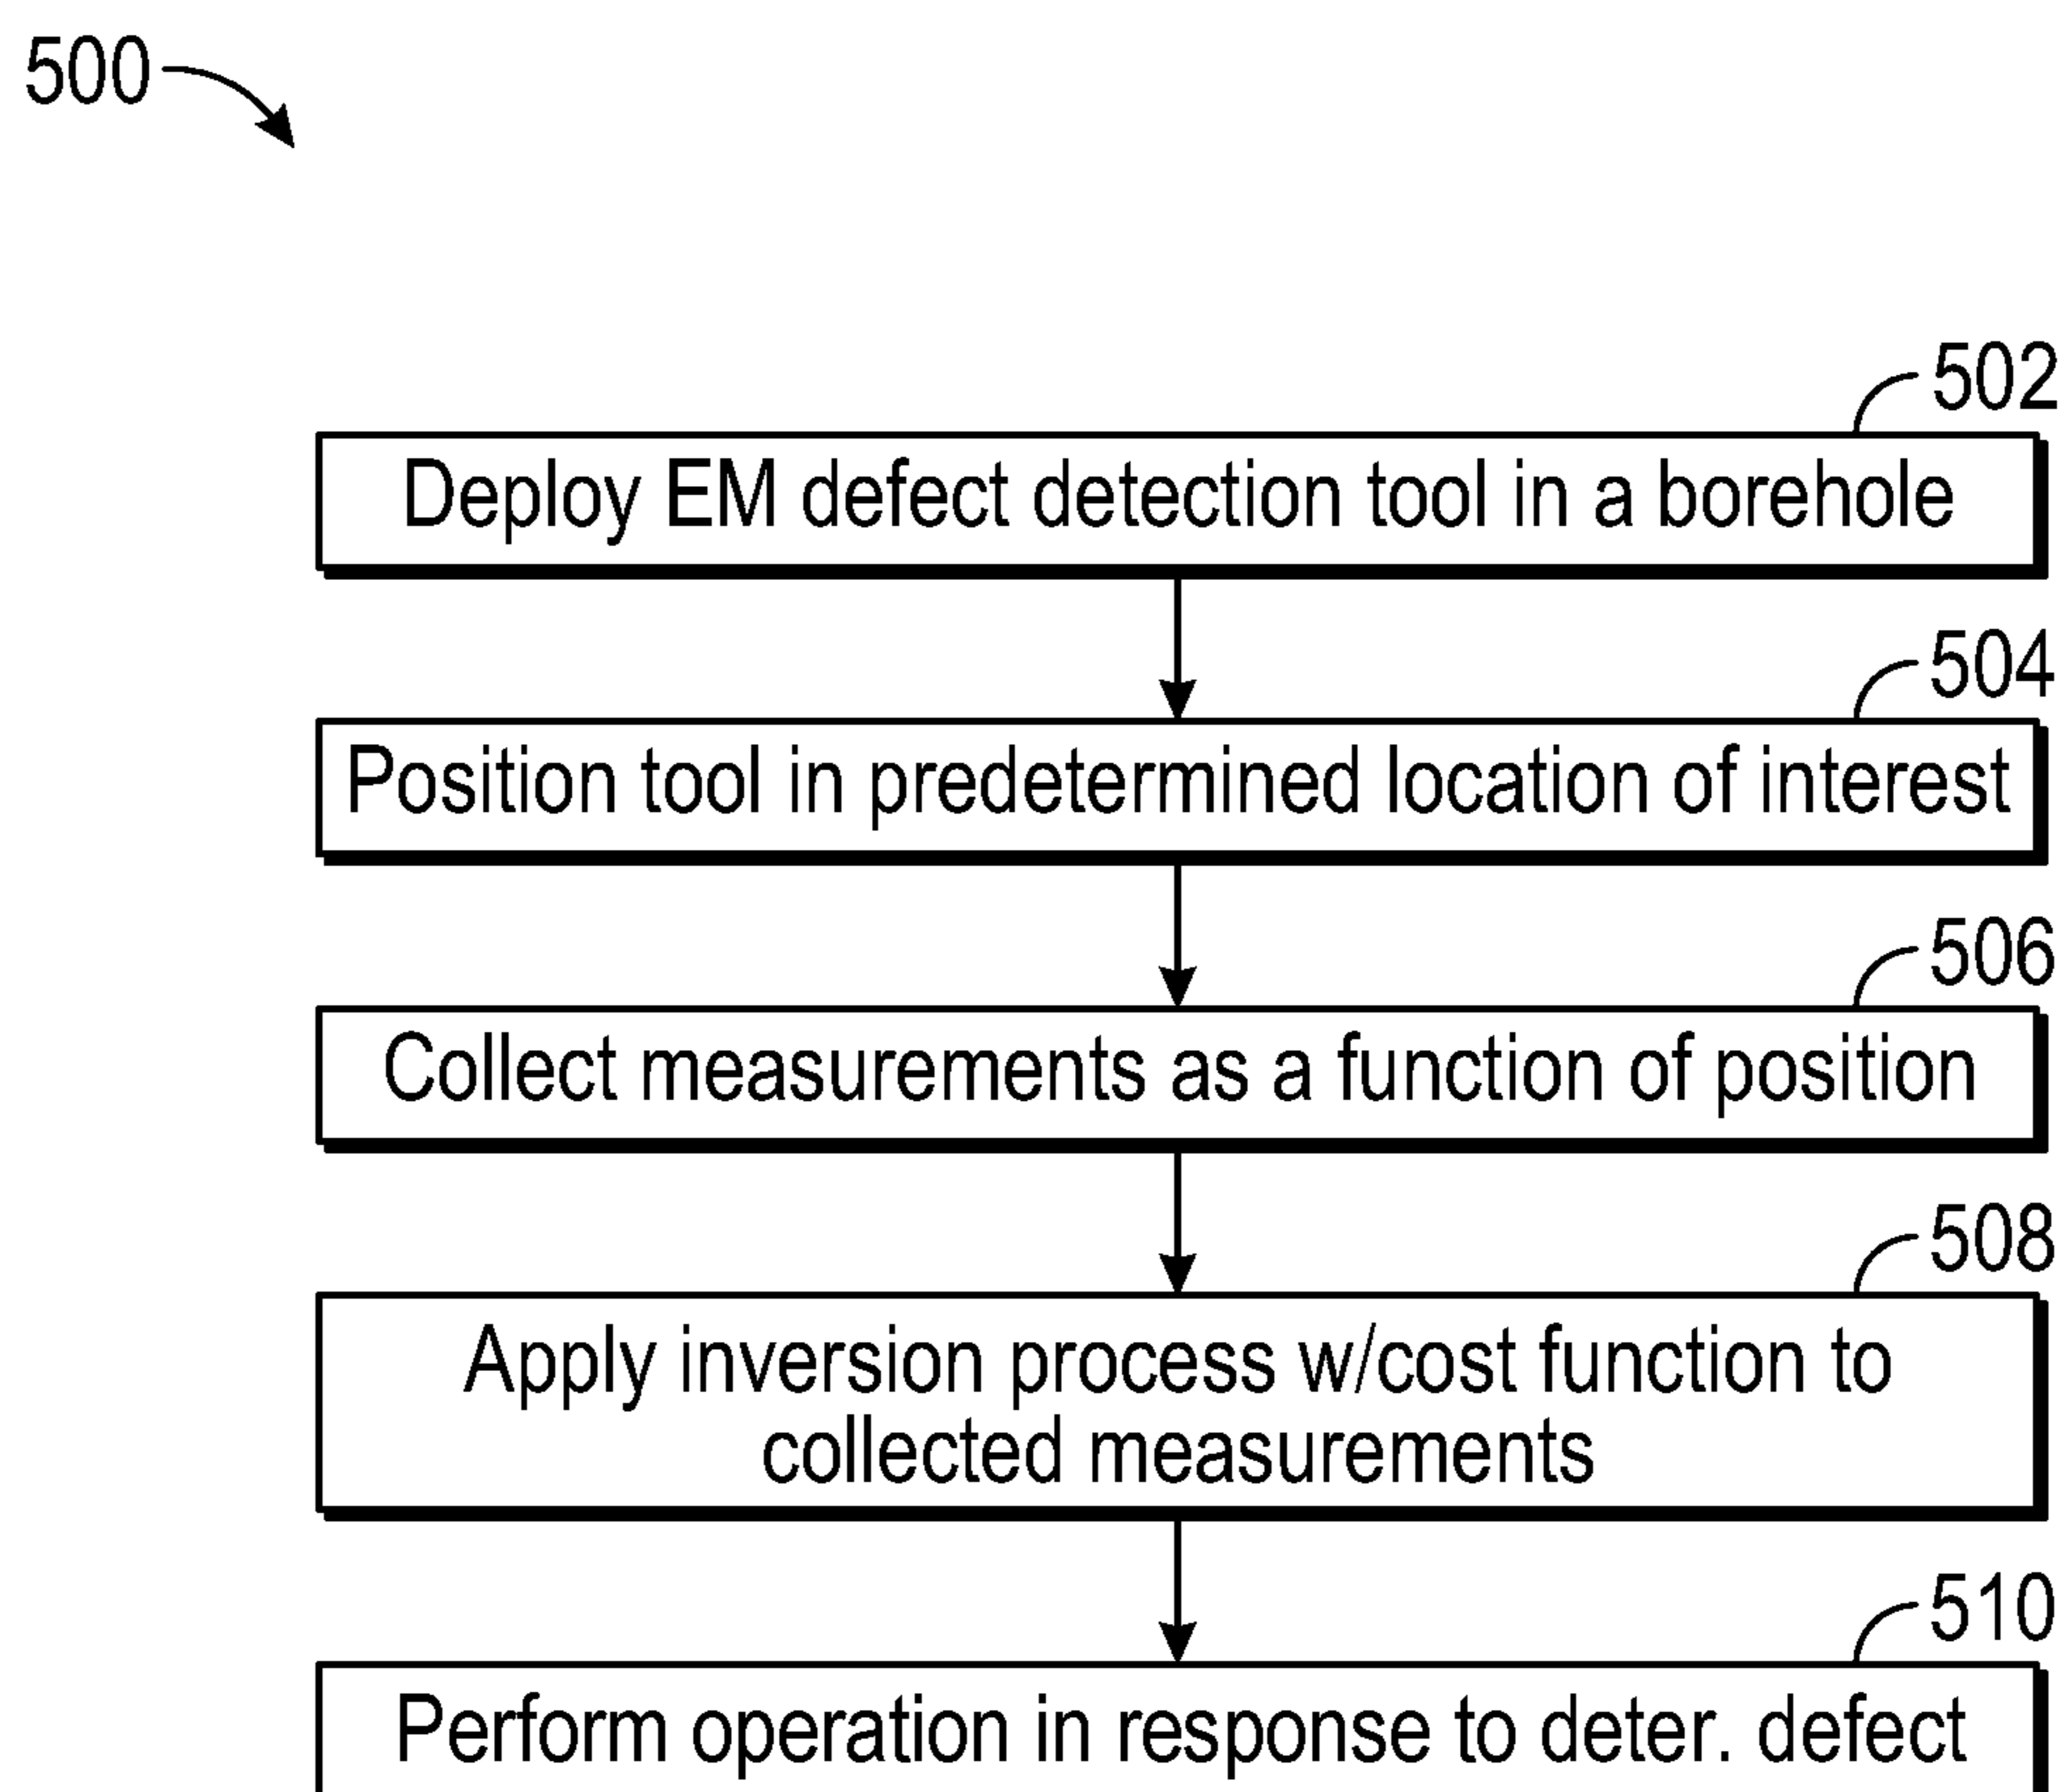 500
502
Deploy EM defect detection tool in a borehole
504
Position tool in predetermined location of interest
506
Collect measurements as a function of position
508
Apply inversion process w/cost function to
collected measurements
510
Perform operation in response to deter. defect